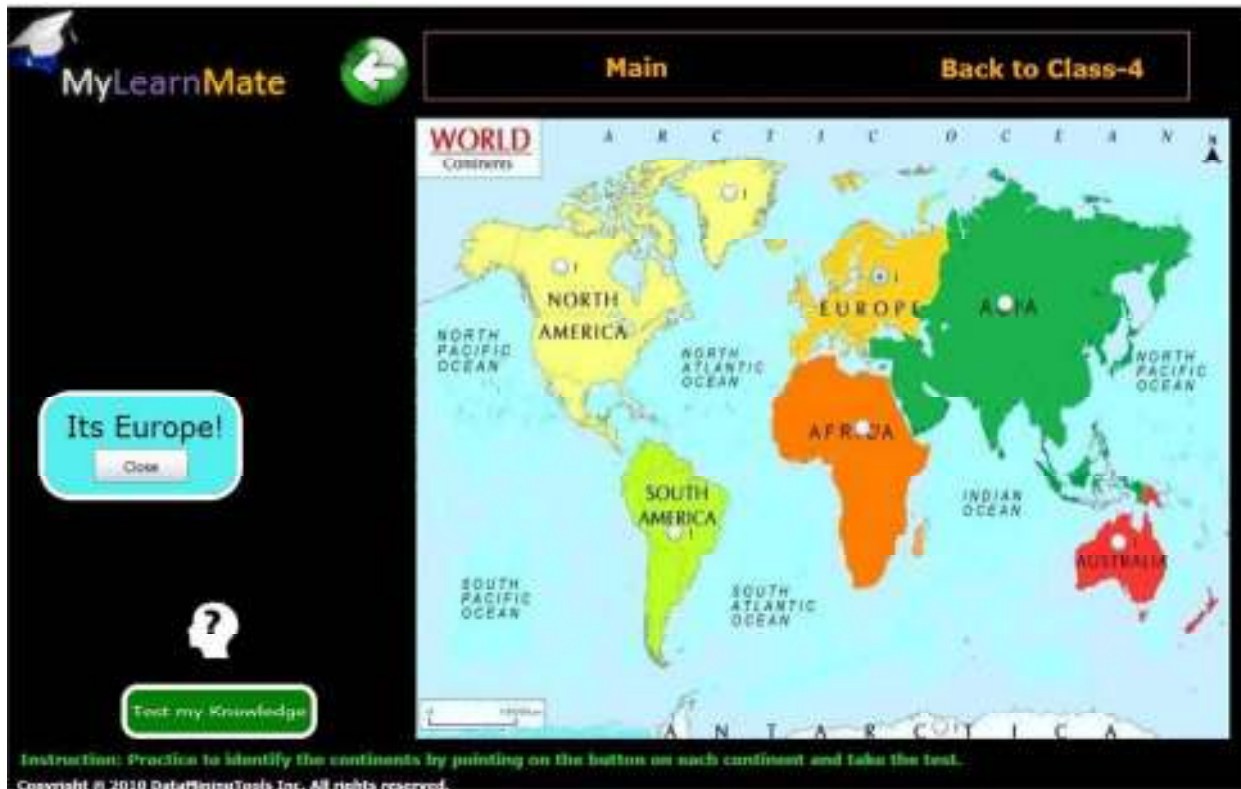 MyLearnMate
Main
Back to Class-4
WORLD
Continents
A R C T I C O C E A N
N
NORTH
AMERICA
EUROPE
NORTH
PACIFIC
OCEAN
NORTH
ATLANTIC
OCEAN
NORTH
PACIFIC
OCEAN
Its Europe!
Close
SOUTH
AMERICA
INDIAN
OCEAN
AUSTRALIA
SOUTH
PACIFIC
OCEAN
SOUTH
ATLANTIC
OCEAN
?
Test my Knowledge
A N T A R C T I C A
Instruction: Practice to identify the continents by pointing on the button on each continent and take the test.
Copyright © 2010 DataMiningTools Inc. All rights reserved.